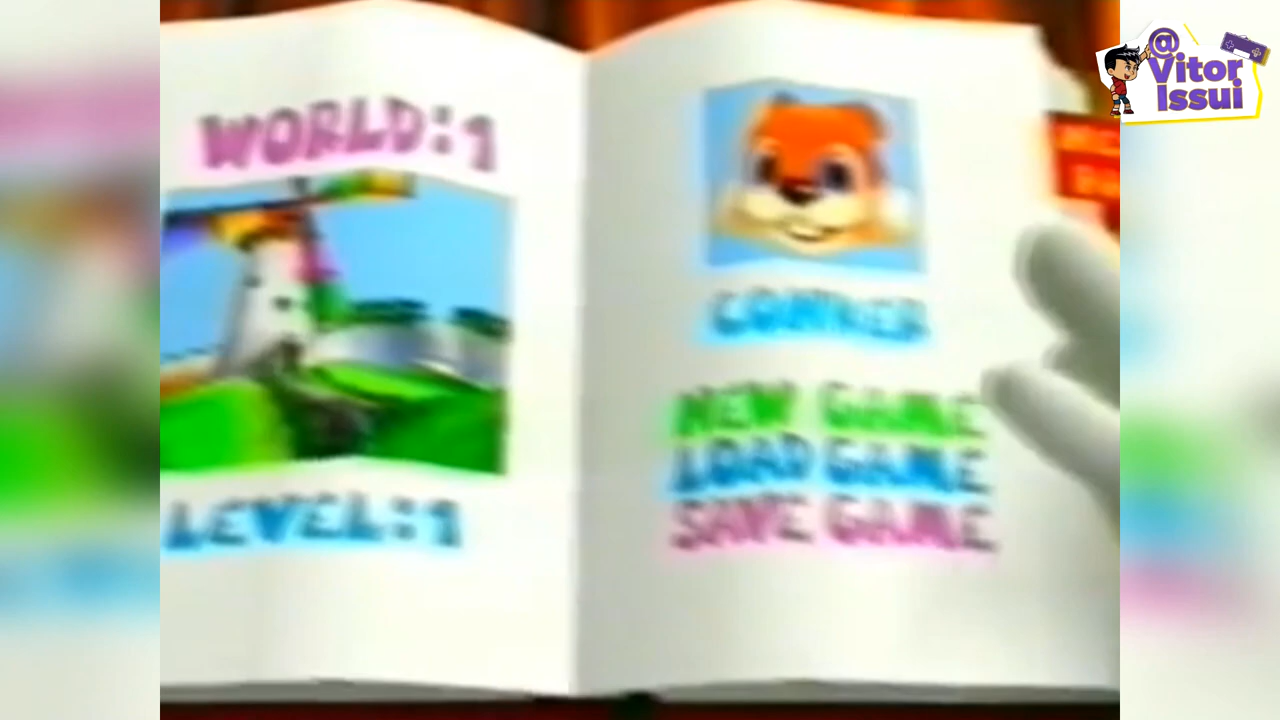 WORLD:1
LEVEL:1
CONKER
NEW GAME
LOAD GAME
SAVE GAME
@
Vitor
Issui